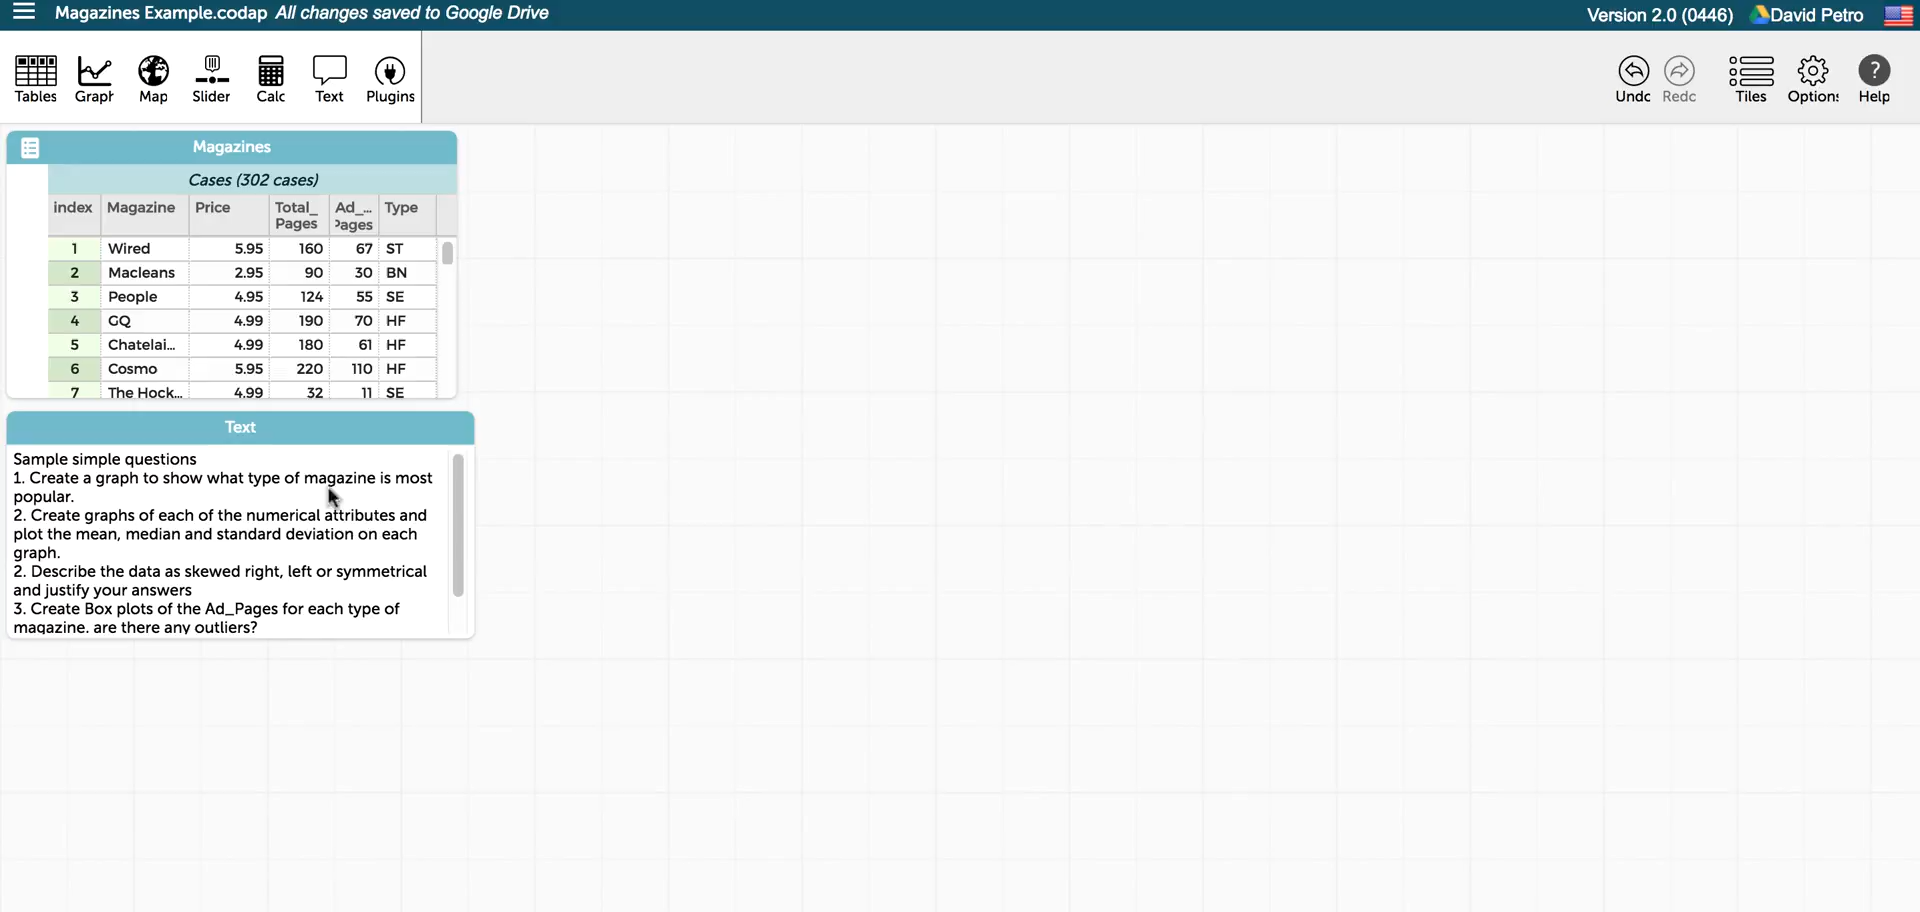 Magazines Example.codap All changes saved to Google Drive
Version 2.0 (0446) David Petro
Tables Graph Map Slider Calc Text Plugins
Undo Redo Tiles Options Help
Magazines
Cases (302 cases)
index Magazine Price Total_ Pages Ad_... Pages Type
1 Wired 5.95 160 67 ST
2 Macleans 2.95 90 30 BN
3 People 4.95 124 55 SE
4 GQ 4.99 190 70 HF
5 Chatelai... 4.99 180 61 HF
6 Cosmo 5.95 220 110 HF
7 The Hock... 4.99 32 11 SE
Text
Sample simple questions
1. Create a graph to show what type of magazine is most
popular.
2. Create graphs of each of the numerical attributes and
plot the mean, median and standard deviation on each
graph.
2. Describe the data as skewed right, left or symmetrical
and justify your answers
3. Create Box plots of the Ad_Pages for each type of
magazine. are there any outliers?